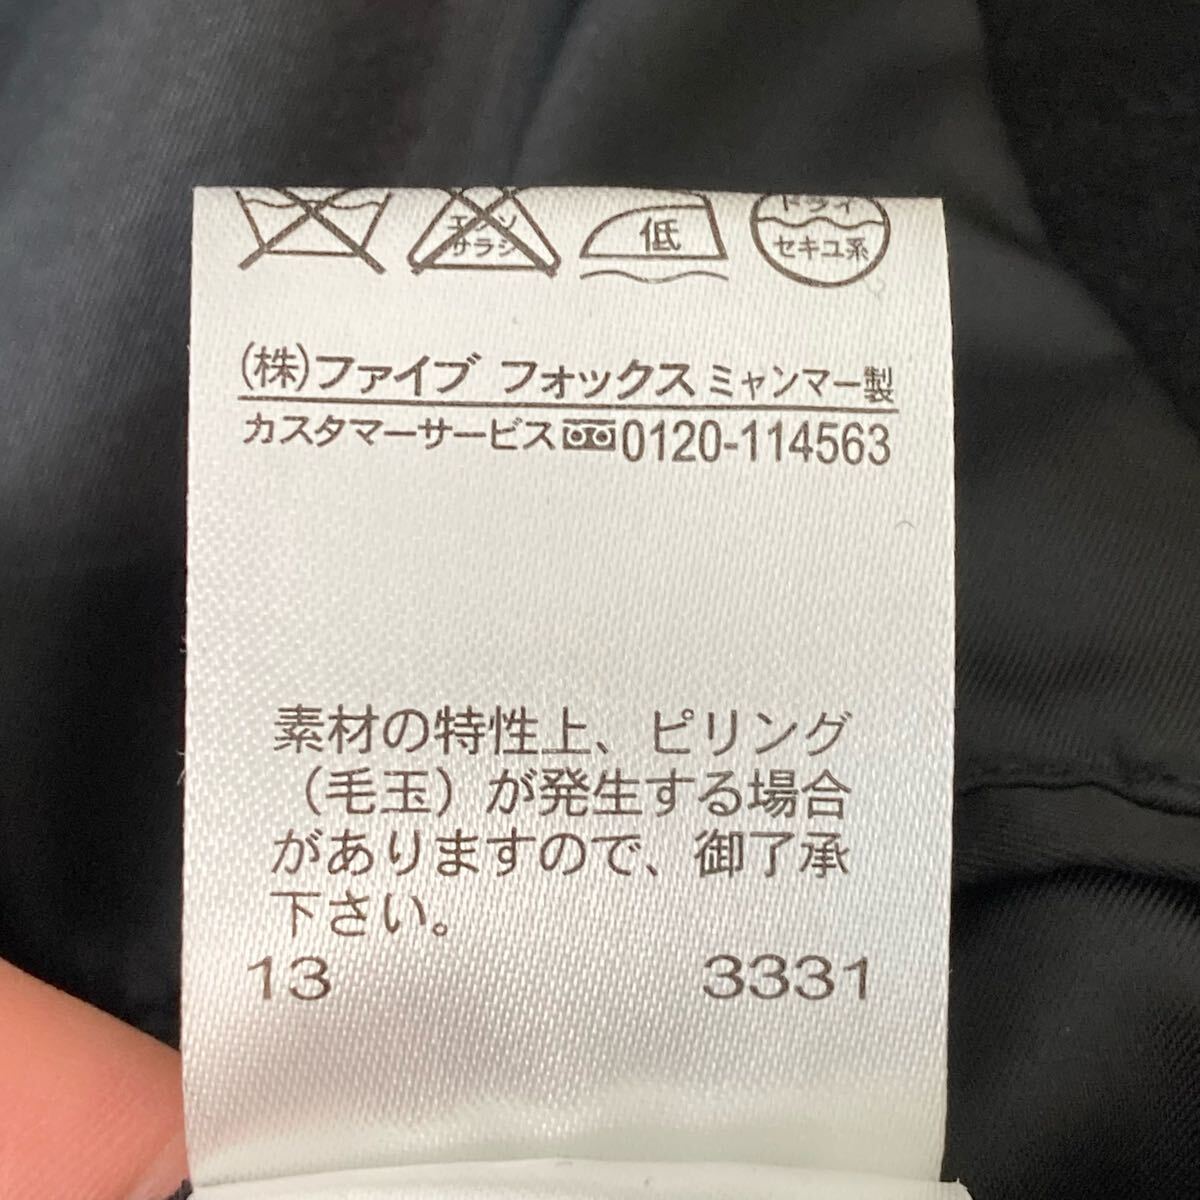 エンソ
サラシ
低
ドライ
セキユ系
(株)ファイブ フォックス ミャンマー製
カスタマーサービス 0120-114563
素材の特性上、ピリング
(毛玉)が発生する場合
がありますので、御了承
下さい。
13 3331